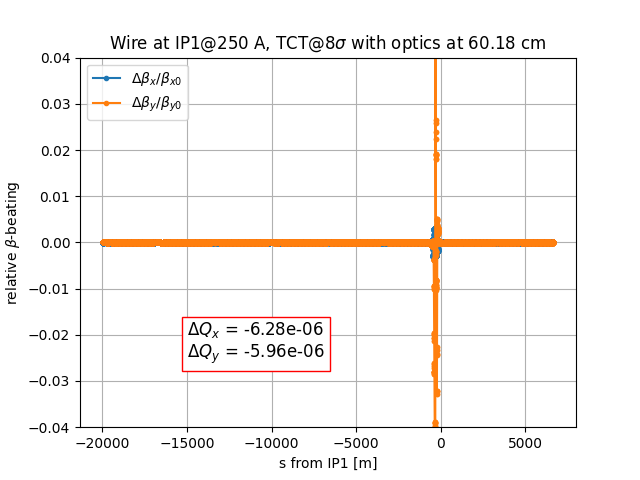 Wire at IP1@250 A, TCT@8σ with optics at 60.18 cm
Δβx/βx0
Δβy/βy0
0.04
0.03
0.02
0.01
0.00
−0.01
−0.02
−0.03
−0.04
relative β-beating
ΔQx = -6.28e-06
ΔQy = -5.96e-06
−20000 −15000 −10000 −5000 0 5000
s from IP1 [m]